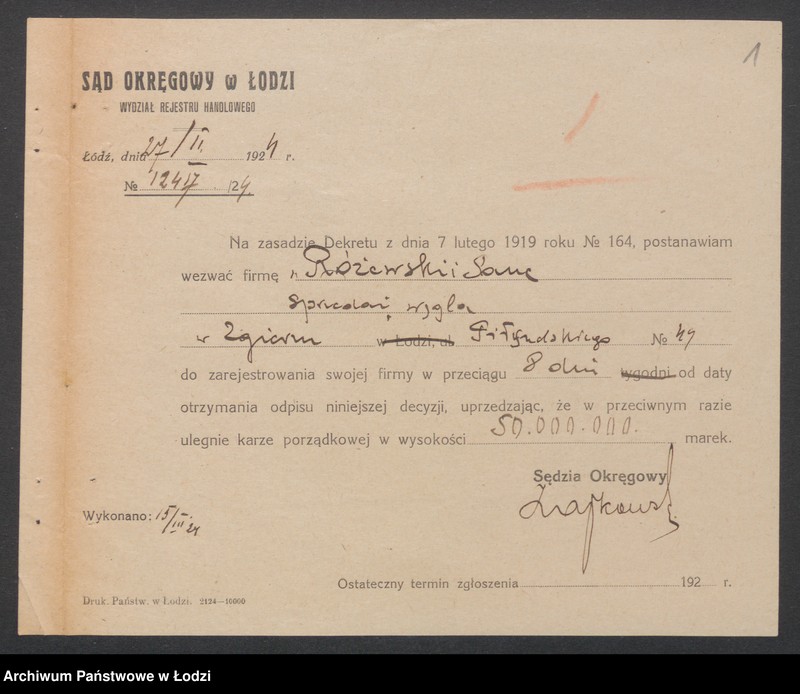 1
SĄD OKRĘGOWY w ŁODZI
WYDZIAŁ REJESTRU HANDLOWEGO
Łódź, dnia 27/II 1924 r.
№ /24
Na zasadzie Dekretu z dnia 7 lutego 1919 roku № 164, postanawiam
wezwać firmę „Różewski i
sprzedaż węgla
w Zgierzu w Łodzi, ul. Piłsudskiego № 49
do zarejestrowania swojej firmy w przeciągu 8 dni tygodni od daty
otrzymania odpisu niniejszej decyzji, uprzedzając, że w przeciwnym razie
ulegnie karze porządkowej w wysokości 50.000.000. marek.
Sędzia Okręgowy
Wykonano: 15/III 24
Ostateczny termin zgłoszenia 192 r.
Druk. Państw. w Łodzi. 2124—10000
Archiwum Państwowe w Łodzi